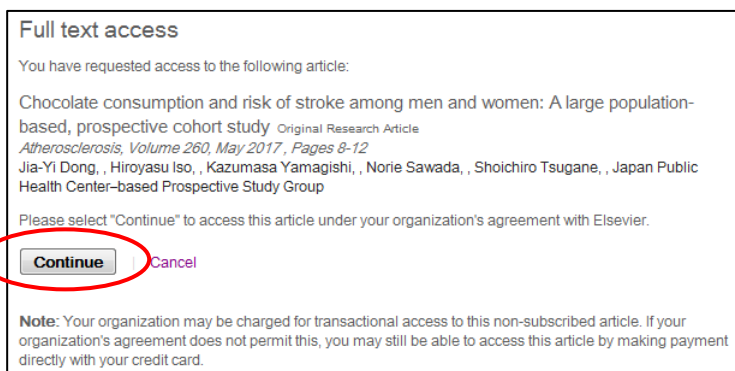 Full text access
You have requested access to the following article:
Chocolate consumption and risk of stroke among men and women: A large population-
based, prospective cohort study Original Research Article
Atherosclerosis, Volume 260, May 2017 , Pages 8-12
Jia-Yi Dong, , Hiroyasu Iso, , Kazumasa Yamagishi, , Norie Sawada, , Shoichiro Tsugane, , Japan Public
Health Center–based Prospective Study Group
Please select "Continue" to access this article under your organization's agreement with Elsevier.
Continue | Cancel
Note: Your organization may be charged for transactional access to this non-subscribed article. If your
organization's agreement does not permit this, you may still be able to access this article by making payment
directly with your credit card.